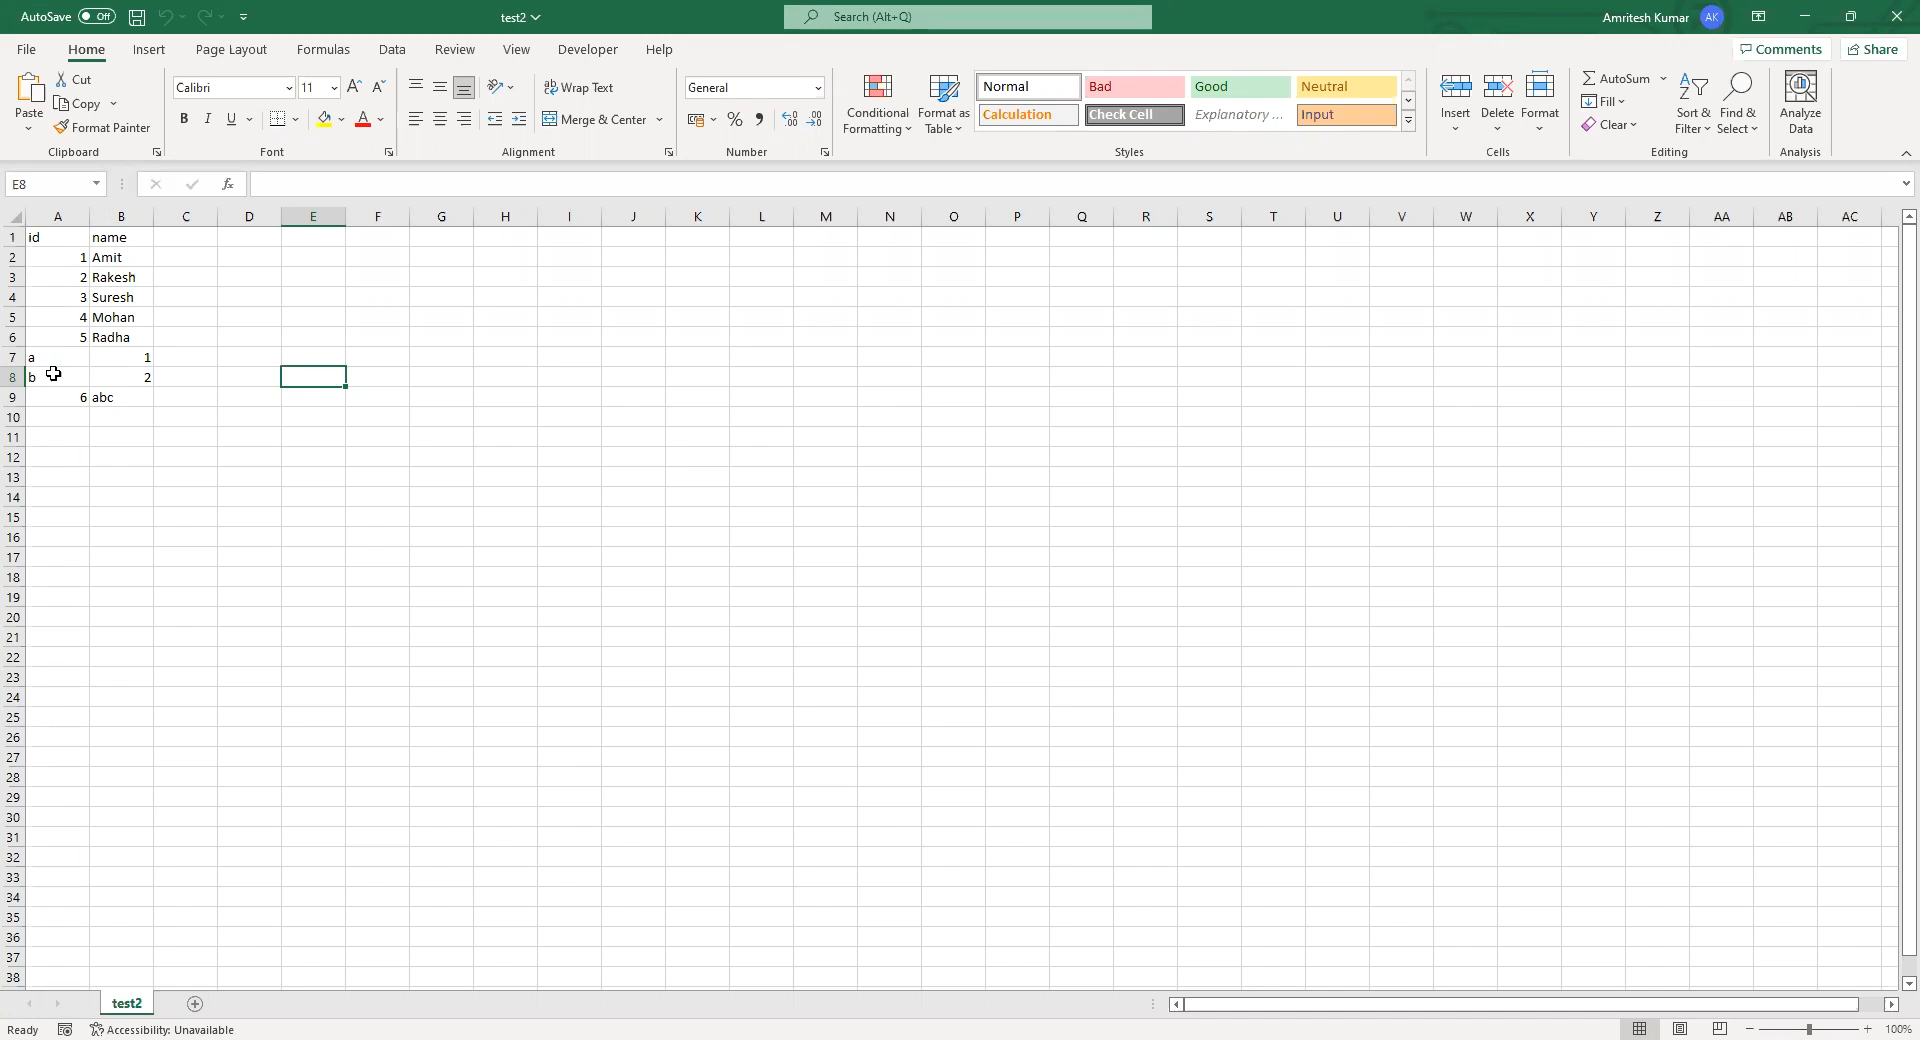 AutoSave Off test2 Search (Alt+Q) Amritesh Kumar AK
File Home Insert Page Layout Formulas Data Review View Developer Help Comments Share
Paste
Cut
Copy
Format Painter
Clipboard
Calibri 11 A A
B I U A
Font
Wrap Text
Merge & Center
Alignment
General
% 9
Number
Conditional
Formatting
Format as
Table
Normal Bad Good Neutral
Calculation Check Cell Explanatory ... Input
Styles
Insert Delete Format
Cells
AutoSum
Fill
Clear
Sort &
Filter
Find &
Select
Editing
Analyze
Data
Analysis
E8 fx
A B C D E F G H I J K L M N O P Q R S T U V W X Y Z AA AB AC
1 id name
2 1 Amit
3 2 Rakesh
4 3 Suresh
5 4 Mohan
6 5 Radha
7 a 1
8 b 2
9 6 abc
10
11
12
13
14
15
16
17
18
19
20
21
22
23
24
25
26
27
28
29
30
31
32
33
34
35
36
37
38
test2
Ready Accessibility: Unavailable 100%